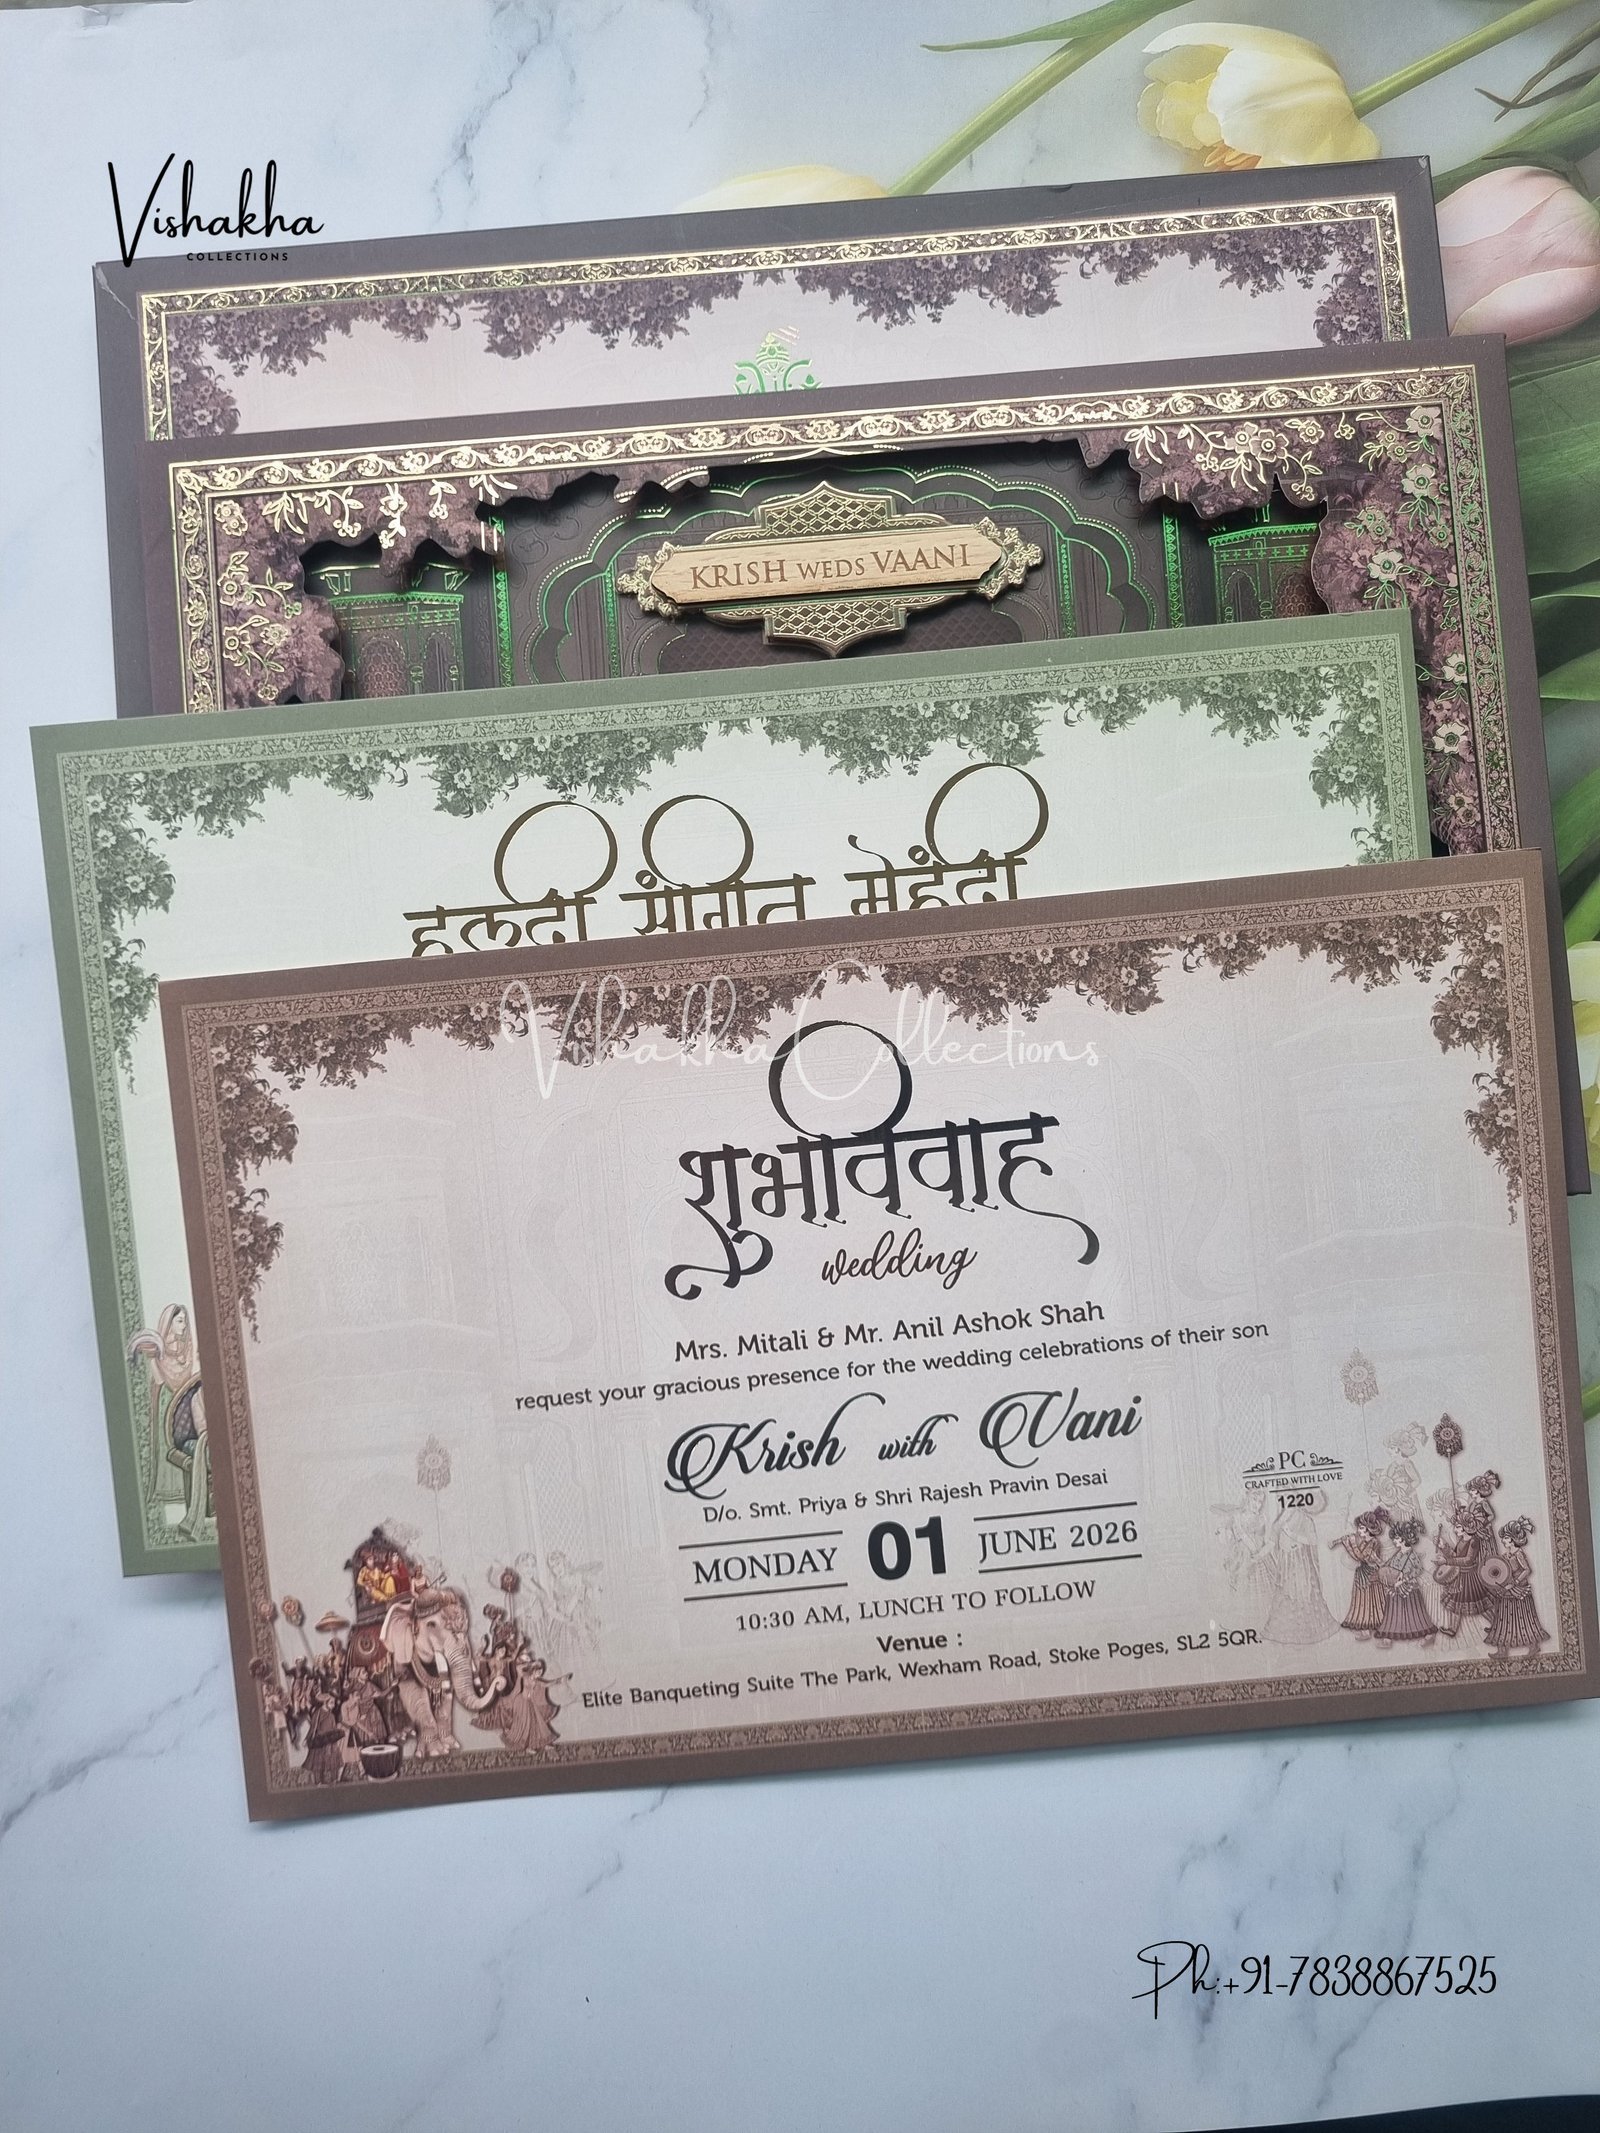 Vishakha
COLLECTIONS
KRISH WEDS VAANI
हलदी संगित मेहंदी
Vishakha Collections
शुभविवाह
wedding
Mrs. Mitali & Mr. Anil Ashok Shah
request your gracious presence for the wedding celebrations of their son
Krish with Vani
D/o. Smt. Priya & Shri Rajesh Pravin Desai
MONDAY 01 JUNE 2026
10:30 AM, LUNCH TO FOLLOW
Venue :
Elite Banqueting Suite The Park, Wexham Road, Stoke Poges, SL2 5QR.
PC
CRAFTED WITH LOVE
1220
Ph:+91-7838867525